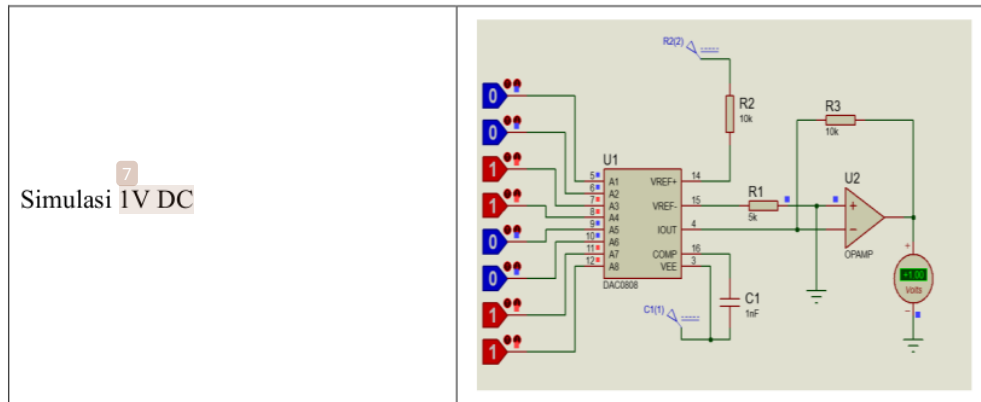 7
Simulasi 1V DC
R2(2)
0
0
1
1
0
0
1
1
R2
10k
R3
10k
U1
5
6
7
8
9
10
11
12
A1
A2
A3
A4
A5
A6
A7
A8
VREF+
VREF-
IOUT
COMP
VEE
14
15
4
16
3
DAC0808
R1
5k
U2
+
−
OPAMP
C1(1)
C1
1nF
+
+1.00
Volts
−